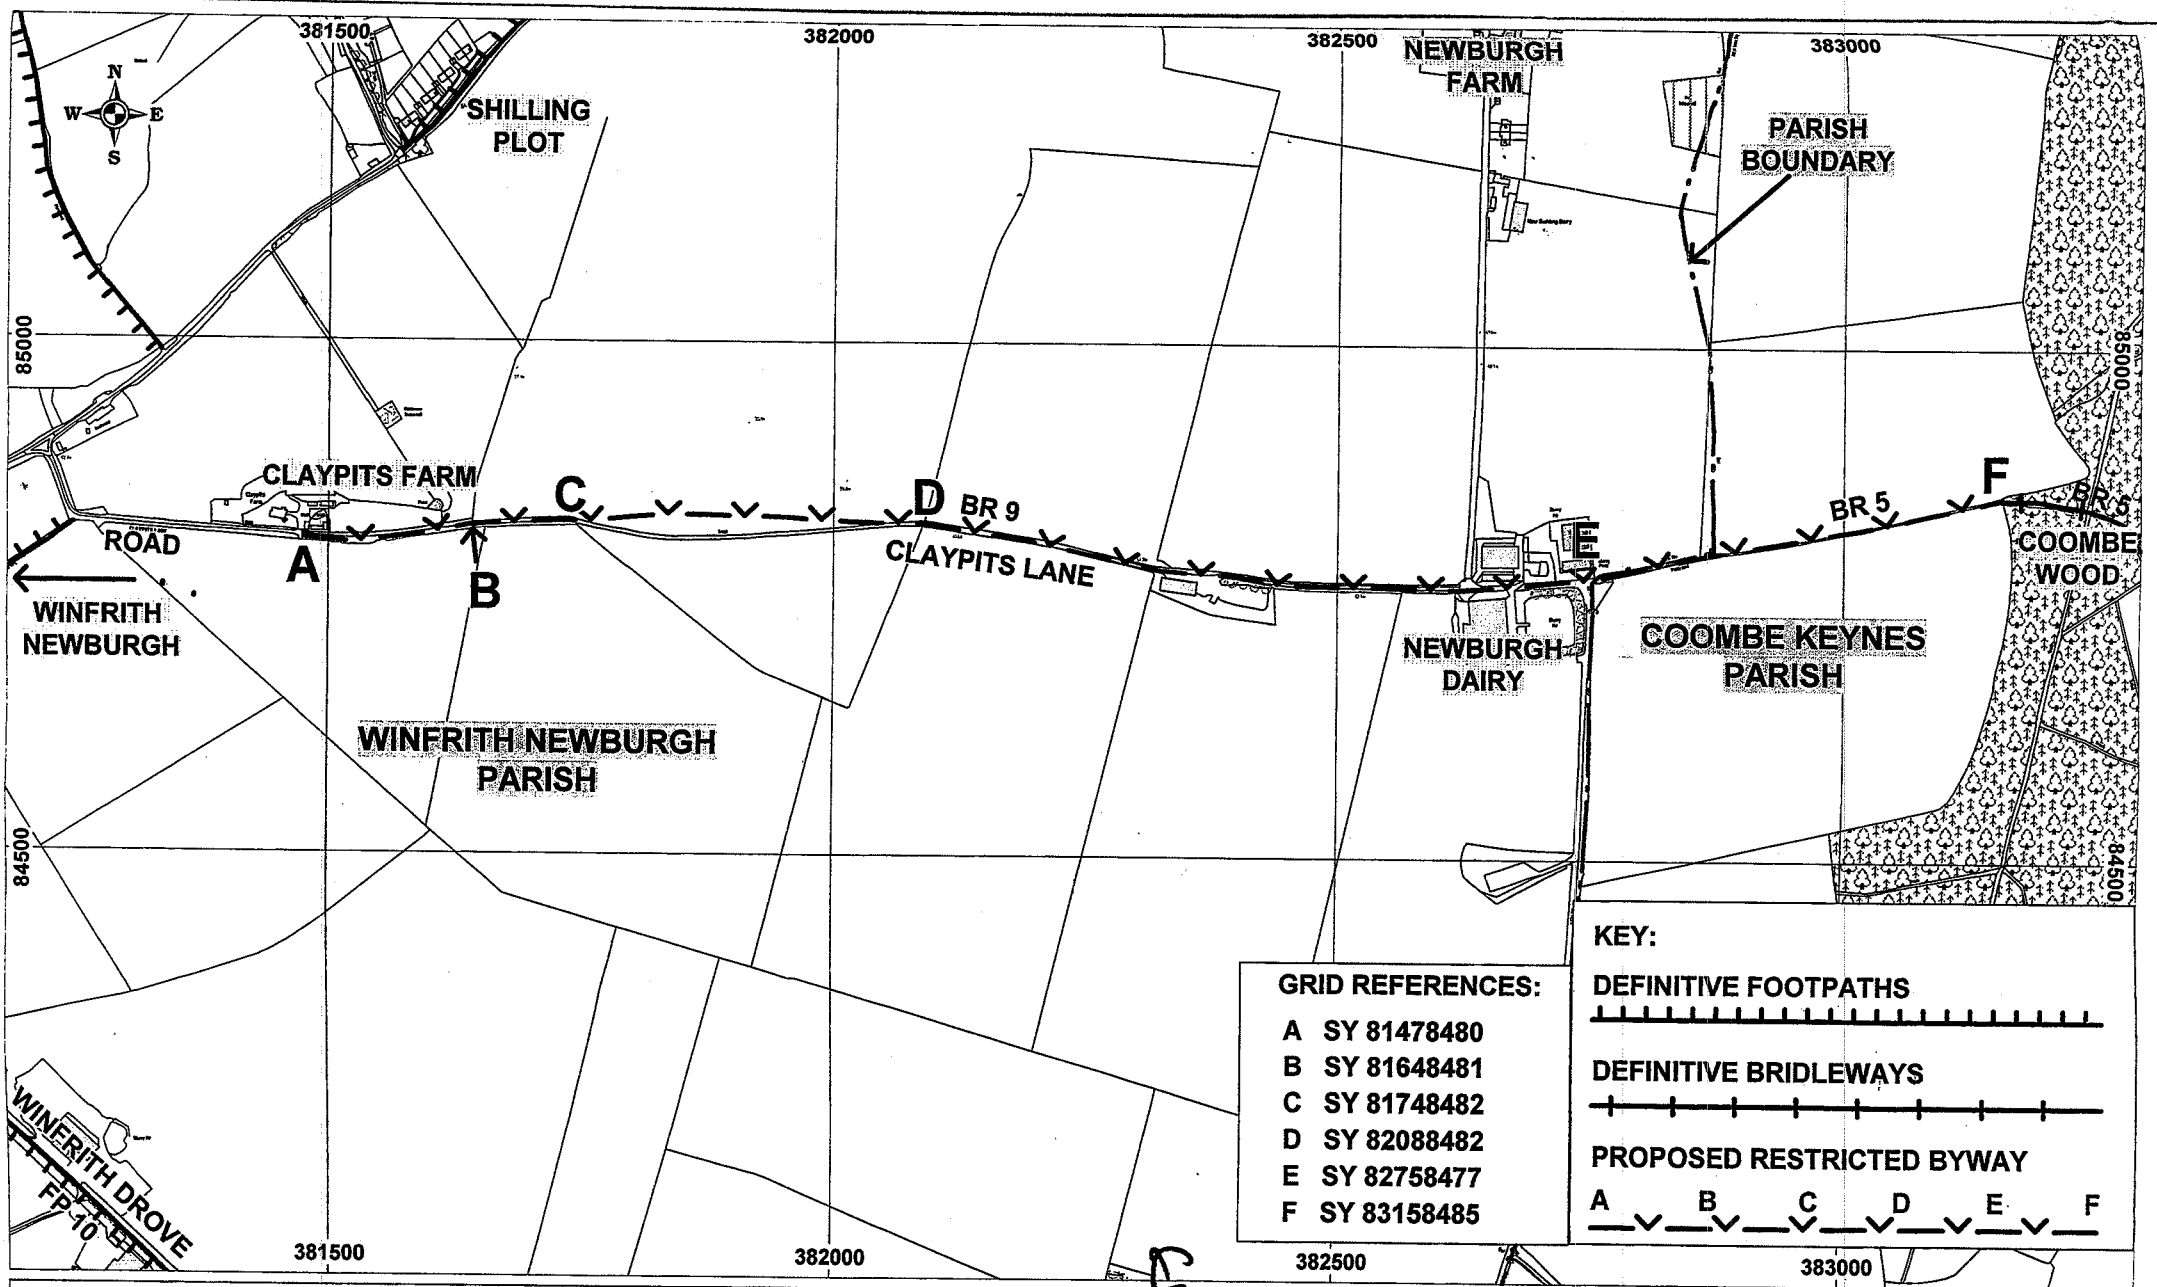 381500
382000
382500
383000
NEWBURGH
FARM
N
W E
S
SHILLING
PLOT
PARISH
BOUNDARY
85000
85000
CLAYPITS FARM
C
D
BR 9
E
BR 5
F
BR 5
ROAD
A
B
CLAYPITS LANE
COOMBE
WOOD
WINFRITH
NEWBURGH
NEWBURGH
DAIRY
COOMBE KEYNES
PARISH
WINFRITH NEWBURGH
PARISH
84500
84500
WINFRITH DROVE
FP 10
GRID REFERENCES:
A SY 81478480
B SY 81648481
C SY 81748482
D SY 82088482
E SY 82758477
F SY 83158485
KEY:
DEFINITIVE FOOTPATHS
DEFINITIVE BRIDLEWAYS
PROPOSED RESTRICTED BYWAY
A B C D E F
381500
382000
382500
383000